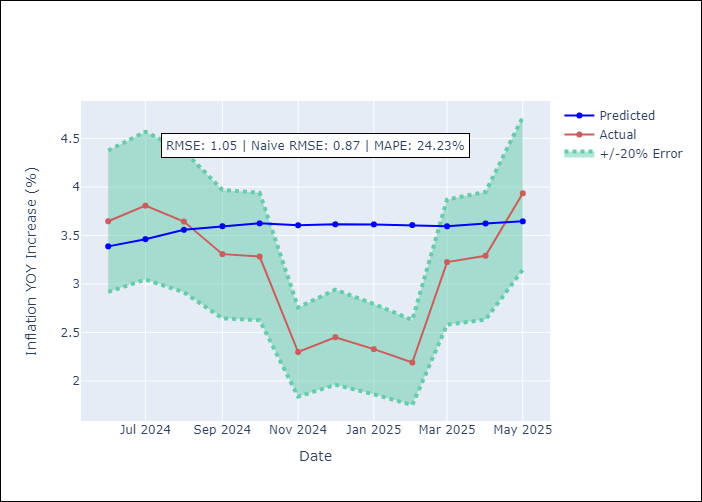 Predicted
Actual
+/-20% Error
RMSE: 1.05 | Naive RMSE: 0.87 | MAPE: 24.23%
4.5
4
3.5
3
2.5
2
Inflation YOY Increase (%)
Jul 2024 Sep 2024 Nov 2024 Jan 2025 Mar 2025 May 2025
Date